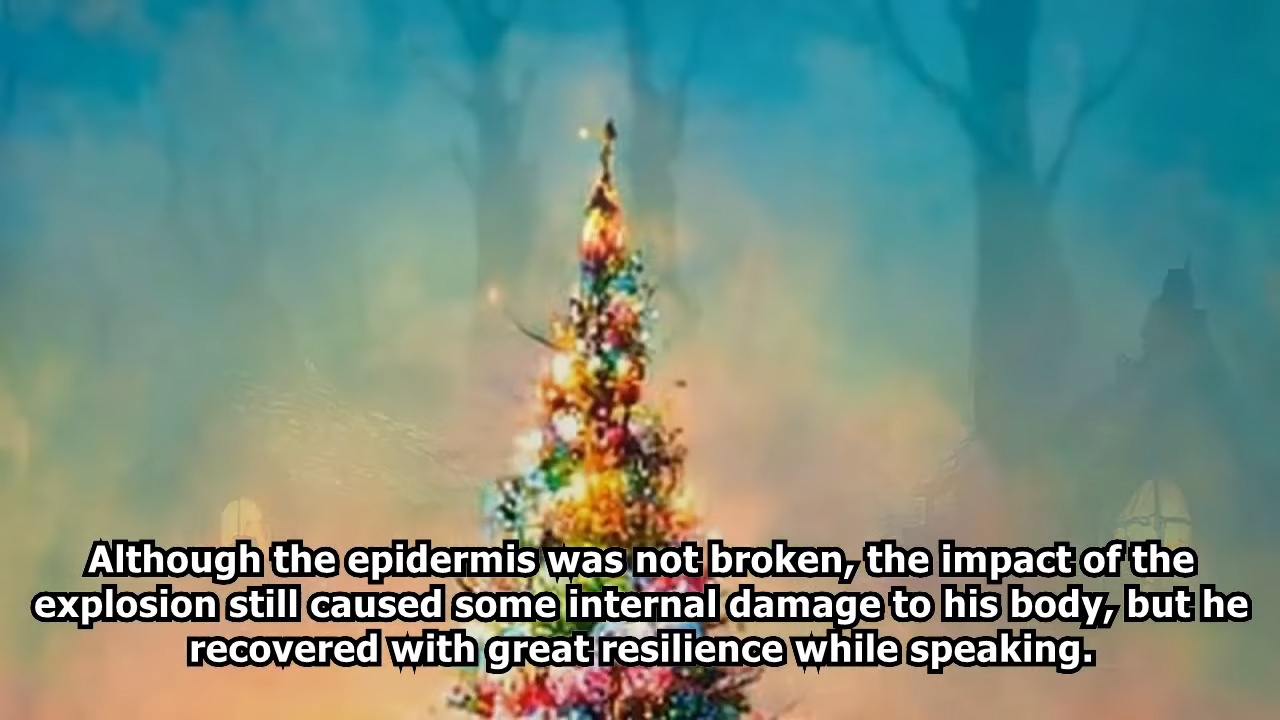 Although the epidermis was not broken, the impact of the
explosion still caused some internal damage to his body, but he
recovered with great resilience while speaking.